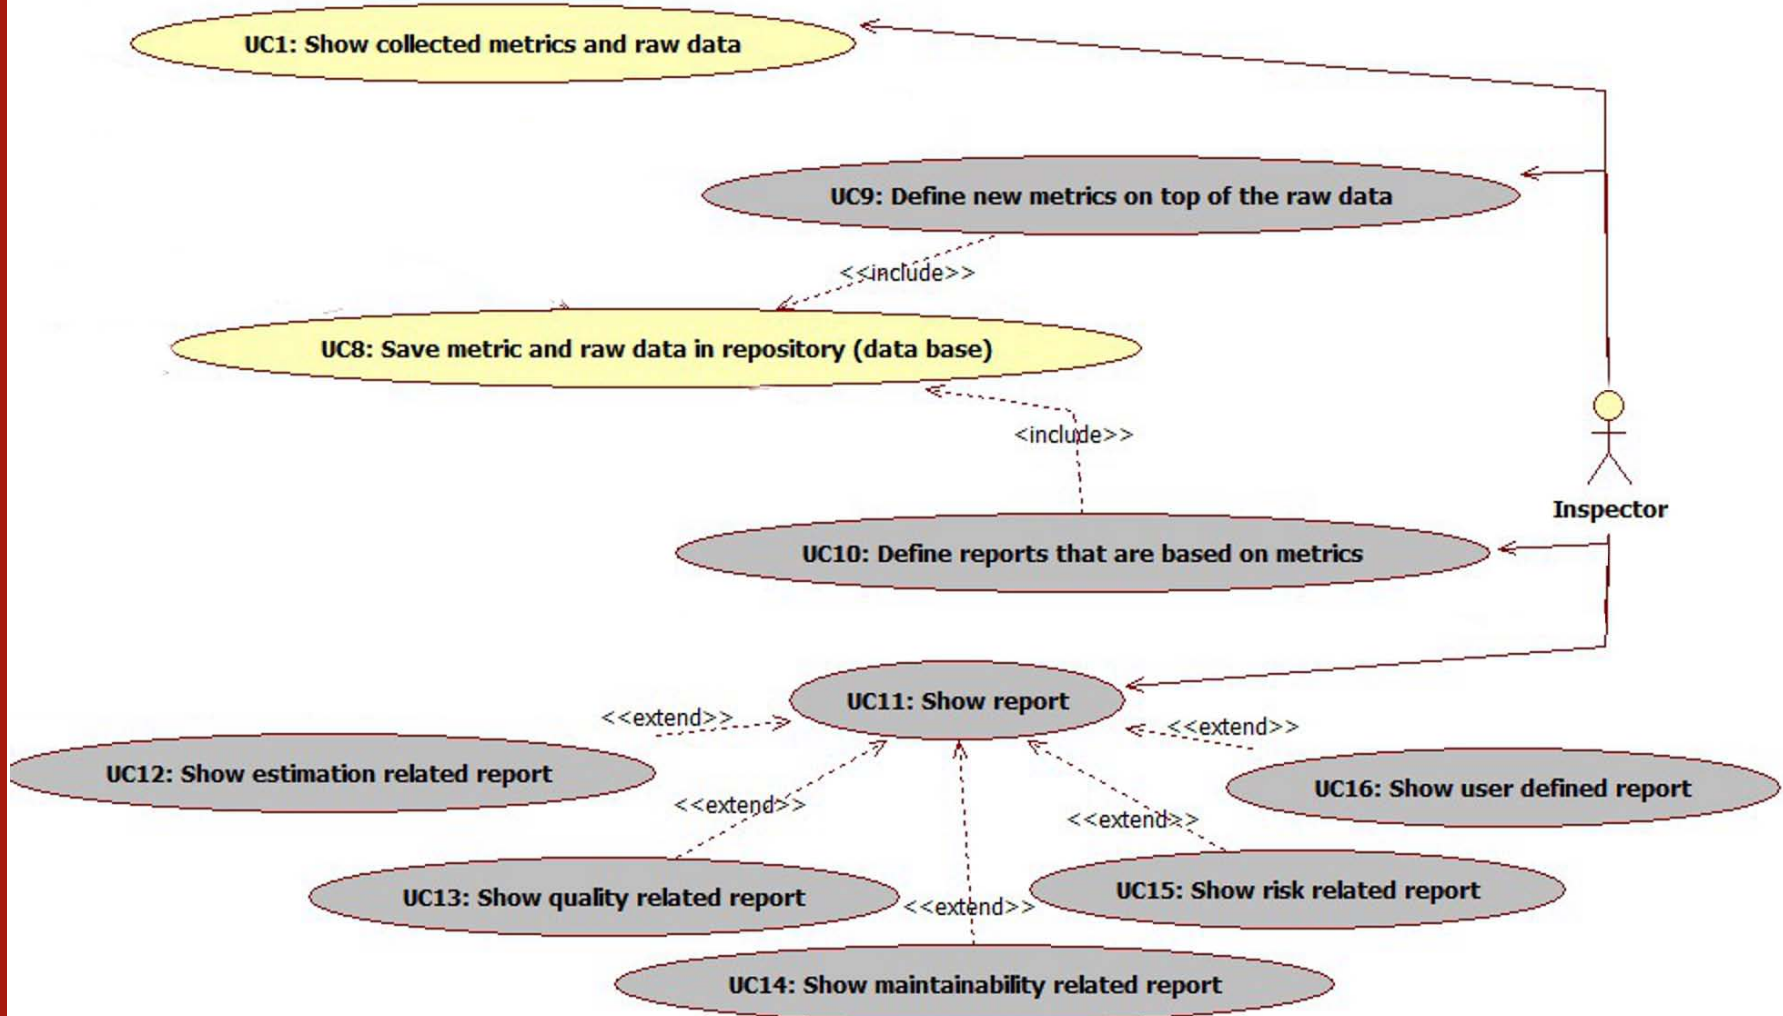 UC1: Show collected metrics and raw data
UC9: Define new metrics on top of the raw data
<<include>>
UC8: Save metric and raw data in repository (data base)
<include>>
Inspector
UC10: Define reports that are based on metrics
UC11: Show report
<<extend>>
<<extend>>
UC12: Show estimation related report
UC16: Show user defined report
<<extend>>
<<extend>>
UC13: Show quality related report
UC15: Show risk related report
<<extend>>
UC14: Show maintainability related report